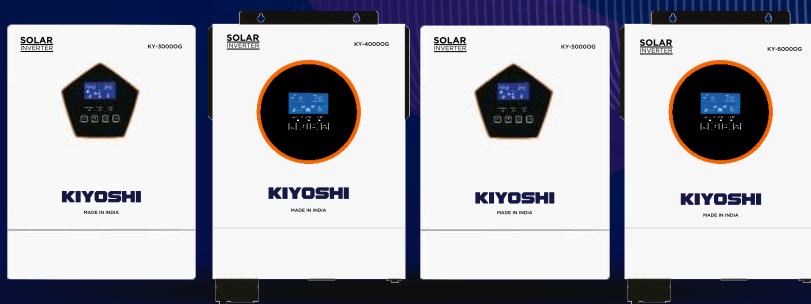 SOLAR
INVERTER
KY-3000OG
KIYOSHI
MADE IN INDIA
SOLAR
INVERTER
KY-4000OG
KIYOSHI
MADE IN INDIA
SOLAR
INVERTER
KY-5000OG
KIYOSHI
MADE IN INDIA
SOLAR
INVERTER
KY-6000OG
KIYOSHI
MADE IN INDIA